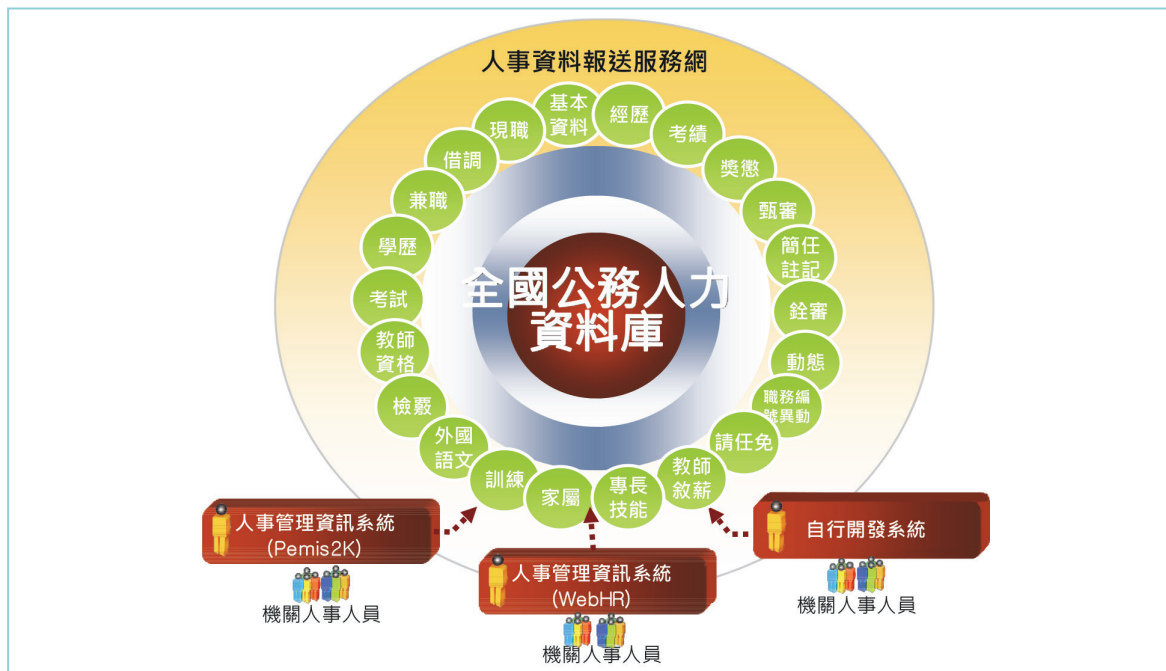 人事資料報送服務網
基本
資料
經歷
考績
獎懲
甄審
簡任
註記
銓審
動態
職務編
號異動
請任免
教師
敘薪
專長
技能
家屬
訓練
外國
語文
檢覈
教師
資格
考試
學歷
兼職
借調
現職
全國公務人力
資料庫
人事管理資訊系統
(Pemis2K)
機關人事人員
人事管理資訊系統
(WebHR)
機關人事人員
自行開發系統
機關人事人員